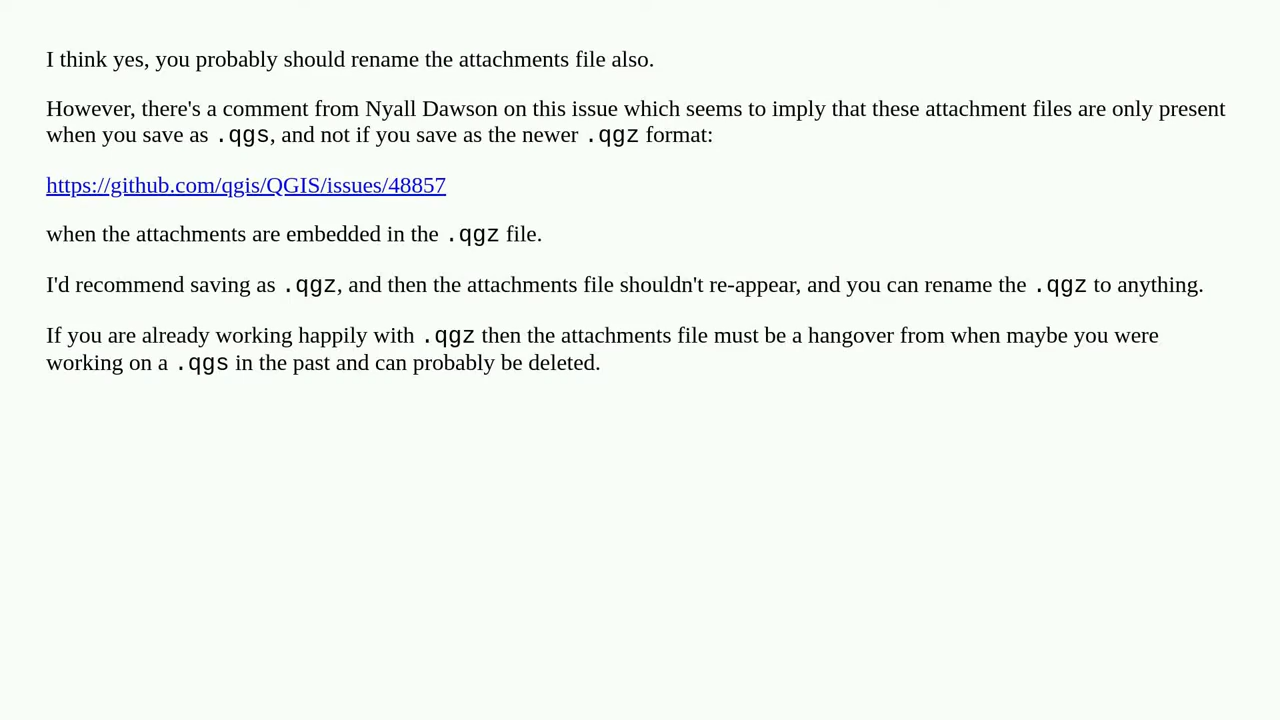 I think yes, you probably should rename the attachments file also.
However, there's a comment from Nyall Dawson on this issue which seems to imply that these attachment files are only present
when you save as .qgs, and not if you save as the newer .qgz format:
https://github.com/qgis/QGIS/issues/48857
when the attachments are embedded in the .qgz file.
I'd recommend saving as .qgz, and then the attachments file shouldn't re-appear, and you can rename the .qgz to anything.
If you are already working happily with .qgz then the attachments file must be a hangover from when maybe you were
working on a .qgs in the past and can probably be deleted.